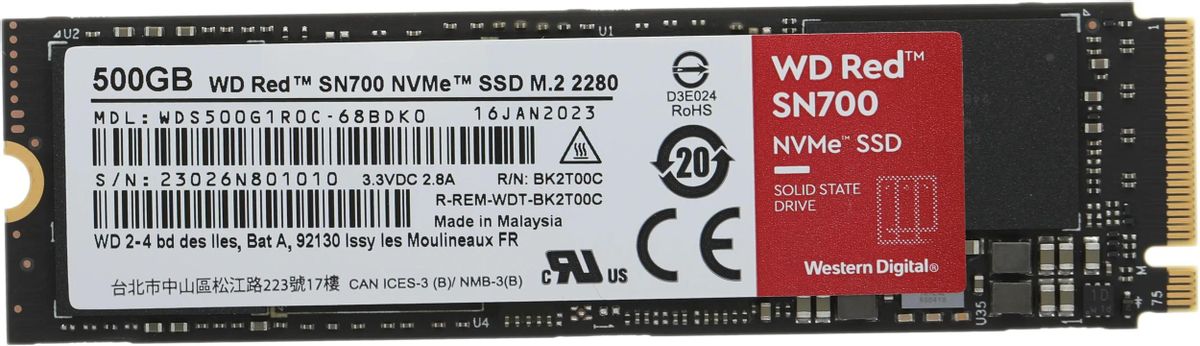 U2
U1
500GB WD Red™ SN700 NVMe™ SSD M.2 2280
MDL: WDS500G1R0C-68BDK0 16JAN2023
S/N: 23026N801010 3.3VDC 2.8A R/N: BK2T00C
R-REM-WDT-BK2T00C
Made in Malaysia
WD 2-4 bd des Iles, Bat A, 92130 Issy les Moulineaux FR
台北市中山區松江路223號17樓 CAN ICES-3 (B)/ NMB-3(B)
D3E024
RoHS
20
CE
c RU US
WD Red™
SN700
NVMe™ SSD
SOLID STATE
DRIVE
Western Digital®
1
M
75
U35
U4